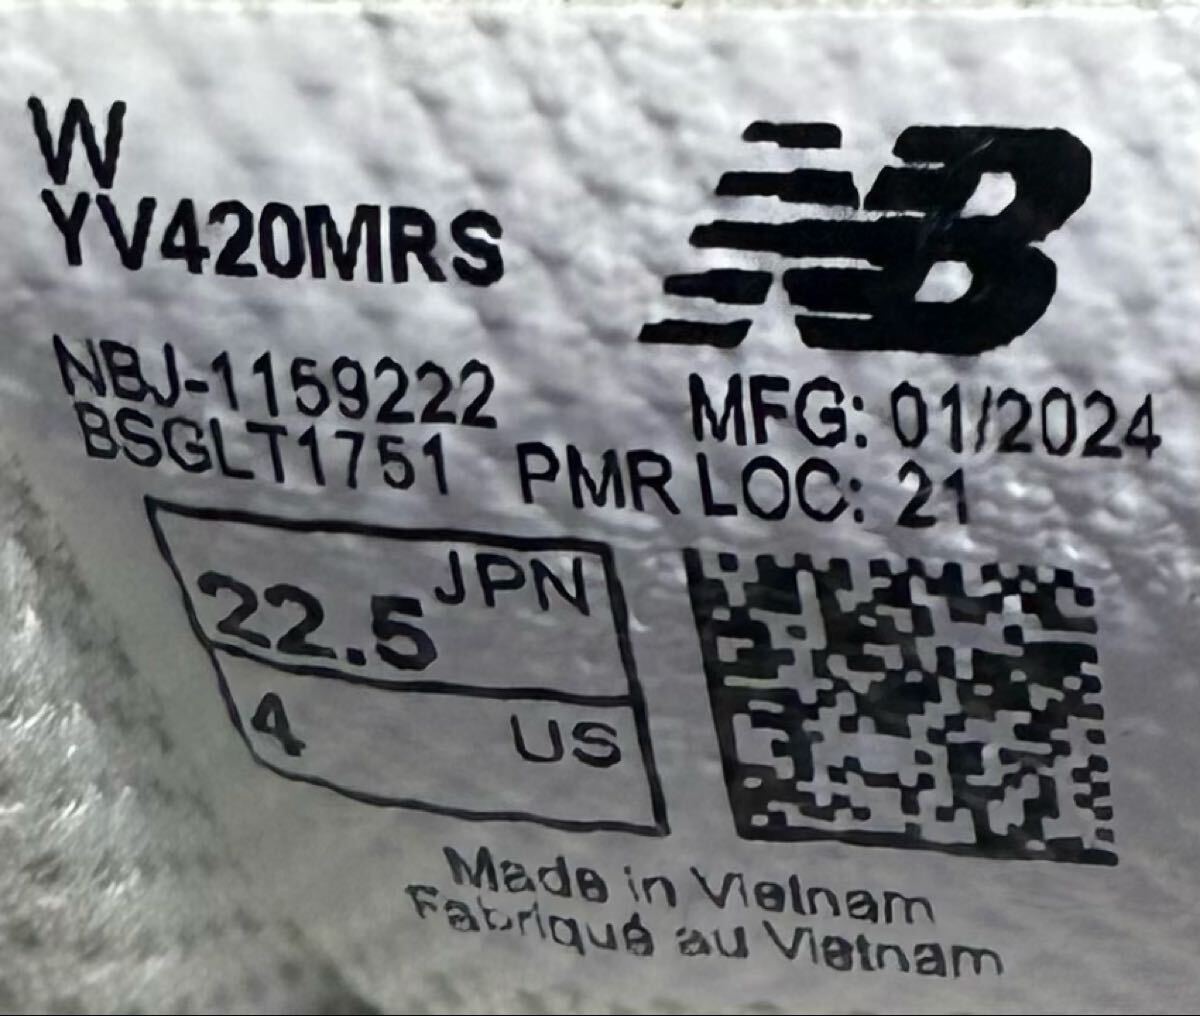 W
YV420MRS
NB
NBJ-1159222
BSGLT1751
MFG: 01/2024
PMR LOC: 21
22.5 JPN
4 US
Made in Vietnam
Fabriqué au Vietnam